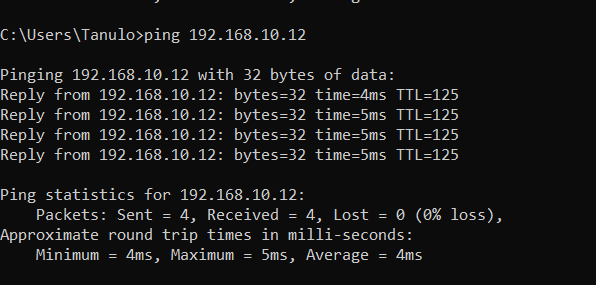 C:\Users\Tanulo>ping 192.168.10.12
Pinging 192.168.10.12 with 32 bytes of data:
Reply from 192.168.10.12: bytes=32 time=4ms TTL=125
Reply from 192.168.10.12: bytes=32 time=5ms TTL=125
Reply from 192.168.10.12: bytes=32 time=5ms TTL=125
Reply from 192.168.10.12: bytes=32 time=5ms TTL=125
Ping statistics for 192.168.10.12:
Packets: Sent = 4, Received = 4, Lost = 0 (0% loss),
Approximate round trip times in milli-seconds:
Minimum = 4ms, Maximum = 5ms, Average = 4ms